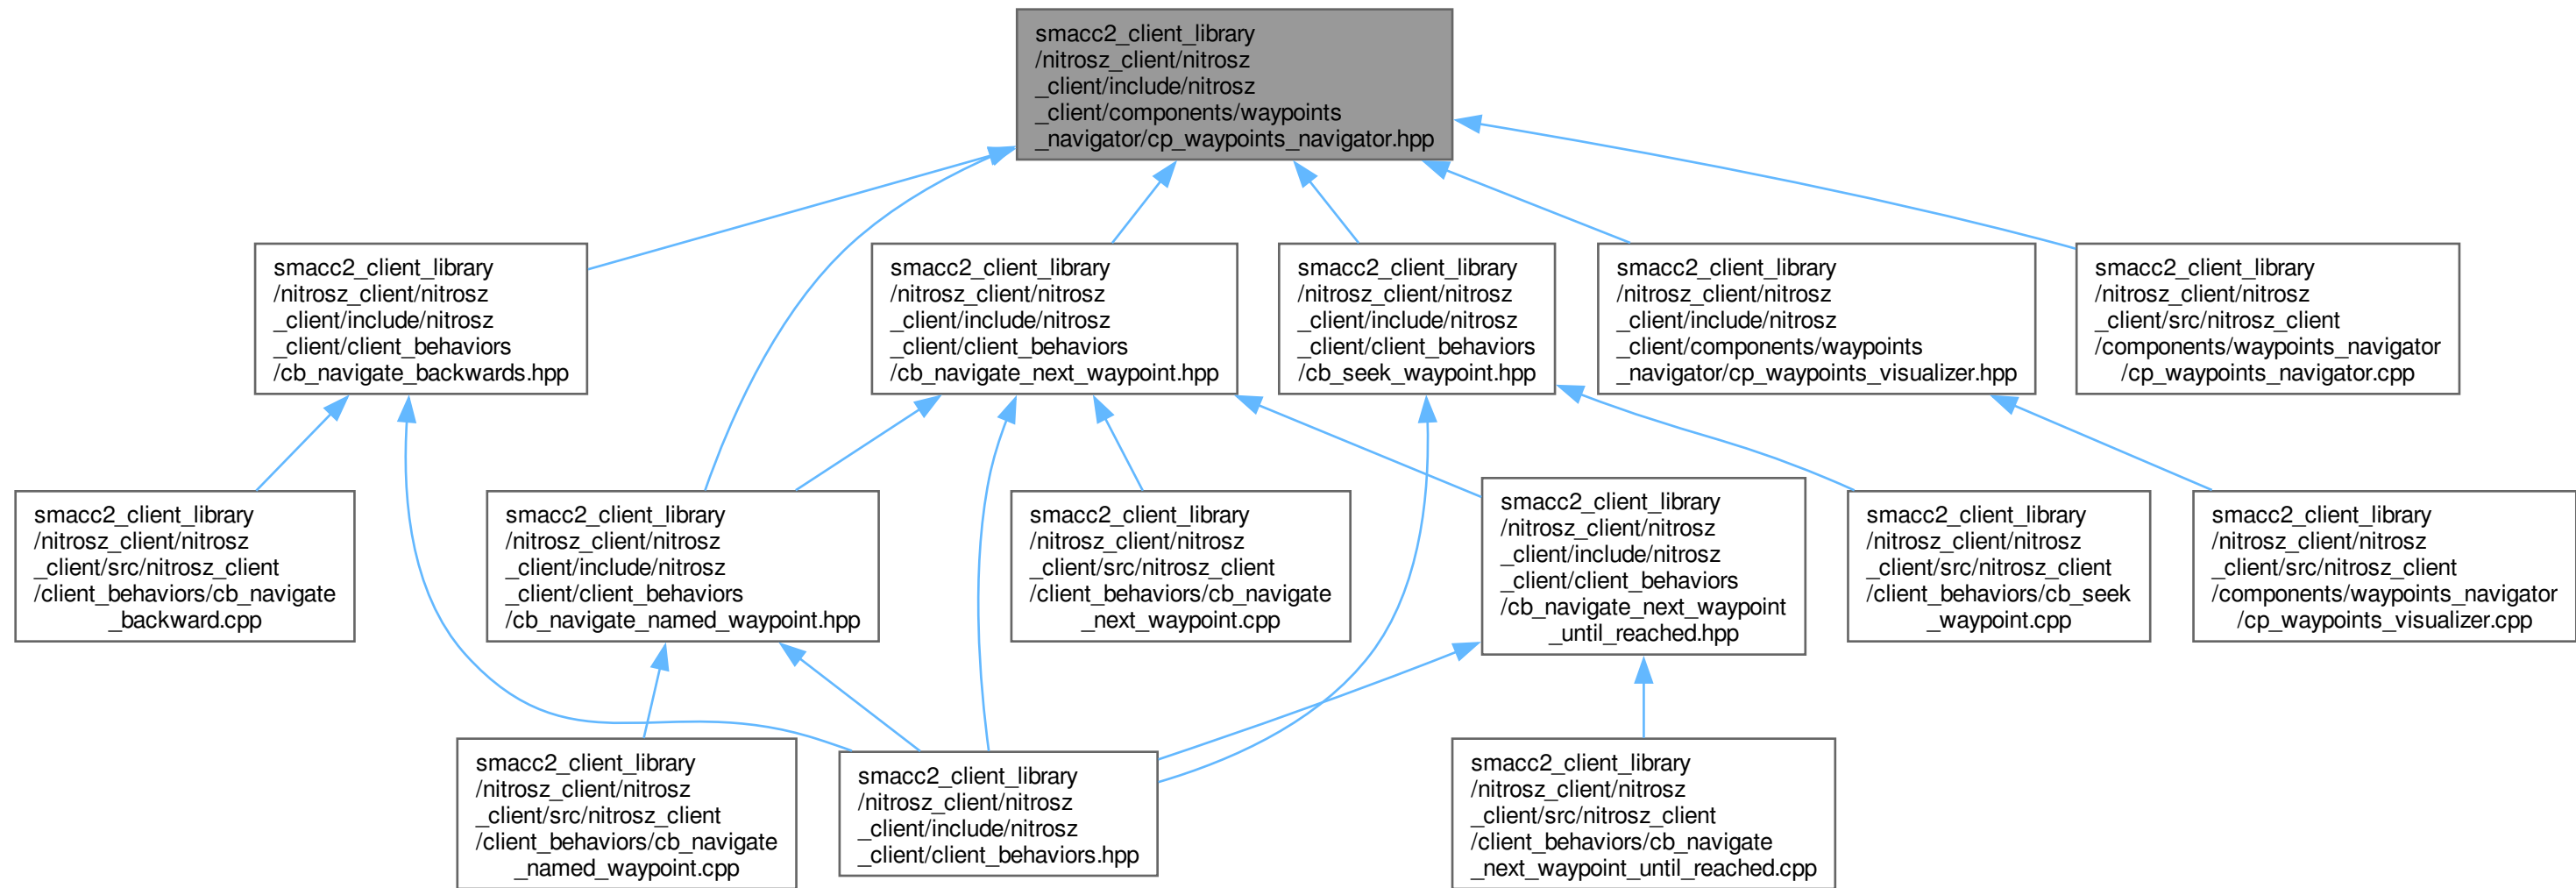 smacc2_client_library
/nitrosz_client/nitrosz
_client/include/nitrosz
_client/components/waypoints
_navigator/cp_waypoints_navigator.hpp
smacc2_client_library
/nitrosz_client/nitrosz
_client/include/nitrosz
_client/client_behaviors
/cb_navigate_backwards.hpp
smacc2_client_library
/nitrosz_client/nitrosz
_client/include/nitrosz
_client/client_behaviors
/cb_navigate_next_waypoint.hpp
smacc2_client_library
/nitrosz_client/nitrosz
_client/include/nitrosz
_client/client_behaviors
/cb_seek_waypoint.hpp
smacc2_client_library
/nitrosz_client/nitrosz
_client/include/nitrosz
_client/components/waypoints
_navigator/cp_waypoints_visualizer.hpp
smacc2_client_library
/nitrosz_client/nitrosz
_client/src/nitrosz_client
/components/waypoints_navigator
/cp_waypoints_navigator.cpp
smacc2_client_library
/nitrosz_client/nitrosz
_client/src/nitrosz_client
/client_behaviors/cb_navigate
_backward.cpp
smacc2_client_library
/nitrosz_client/nitrosz
_client/include/nitrosz
_client/client_behaviors
/cb_navigate_named_waypoint.hpp
smacc2_client_library
/nitrosz_client/nitrosz
_client/src/nitrosz_client
/client_behaviors/cb_navigate
_next_waypoint.cpp
smacc2_client_library
/nitrosz_client/nitrosz
_client/include/nitrosz
_client/client_behaviors
/cb_navigate_next_waypoint
_until_reached.hpp
smacc2_client_library
/nitrosz_client/nitrosz
_client/src/nitrosz_client
/client_behaviors/cb_seek
_waypoint.cpp
smacc2_client_library
/nitrosz_client/nitrosz
_client/src/nitrosz_client
/components/waypoints_navigator
/cp_waypoints_visualizer.cpp
smacc2_client_library
/nitrosz_client/nitrosz
_client/src/nitrosz_client
/client_behaviors/cb_navigate
_named_waypoint.cpp
smacc2_client_library
/nitrosz_client/nitrosz
_client/include/nitrosz
_client/client_behaviors.hpp
smacc2_client_library
/nitrosz_client/nitrosz
_client/src/nitrosz_client
/client_behaviors/cb_navigate
_next_waypoint_until_reached.cpp